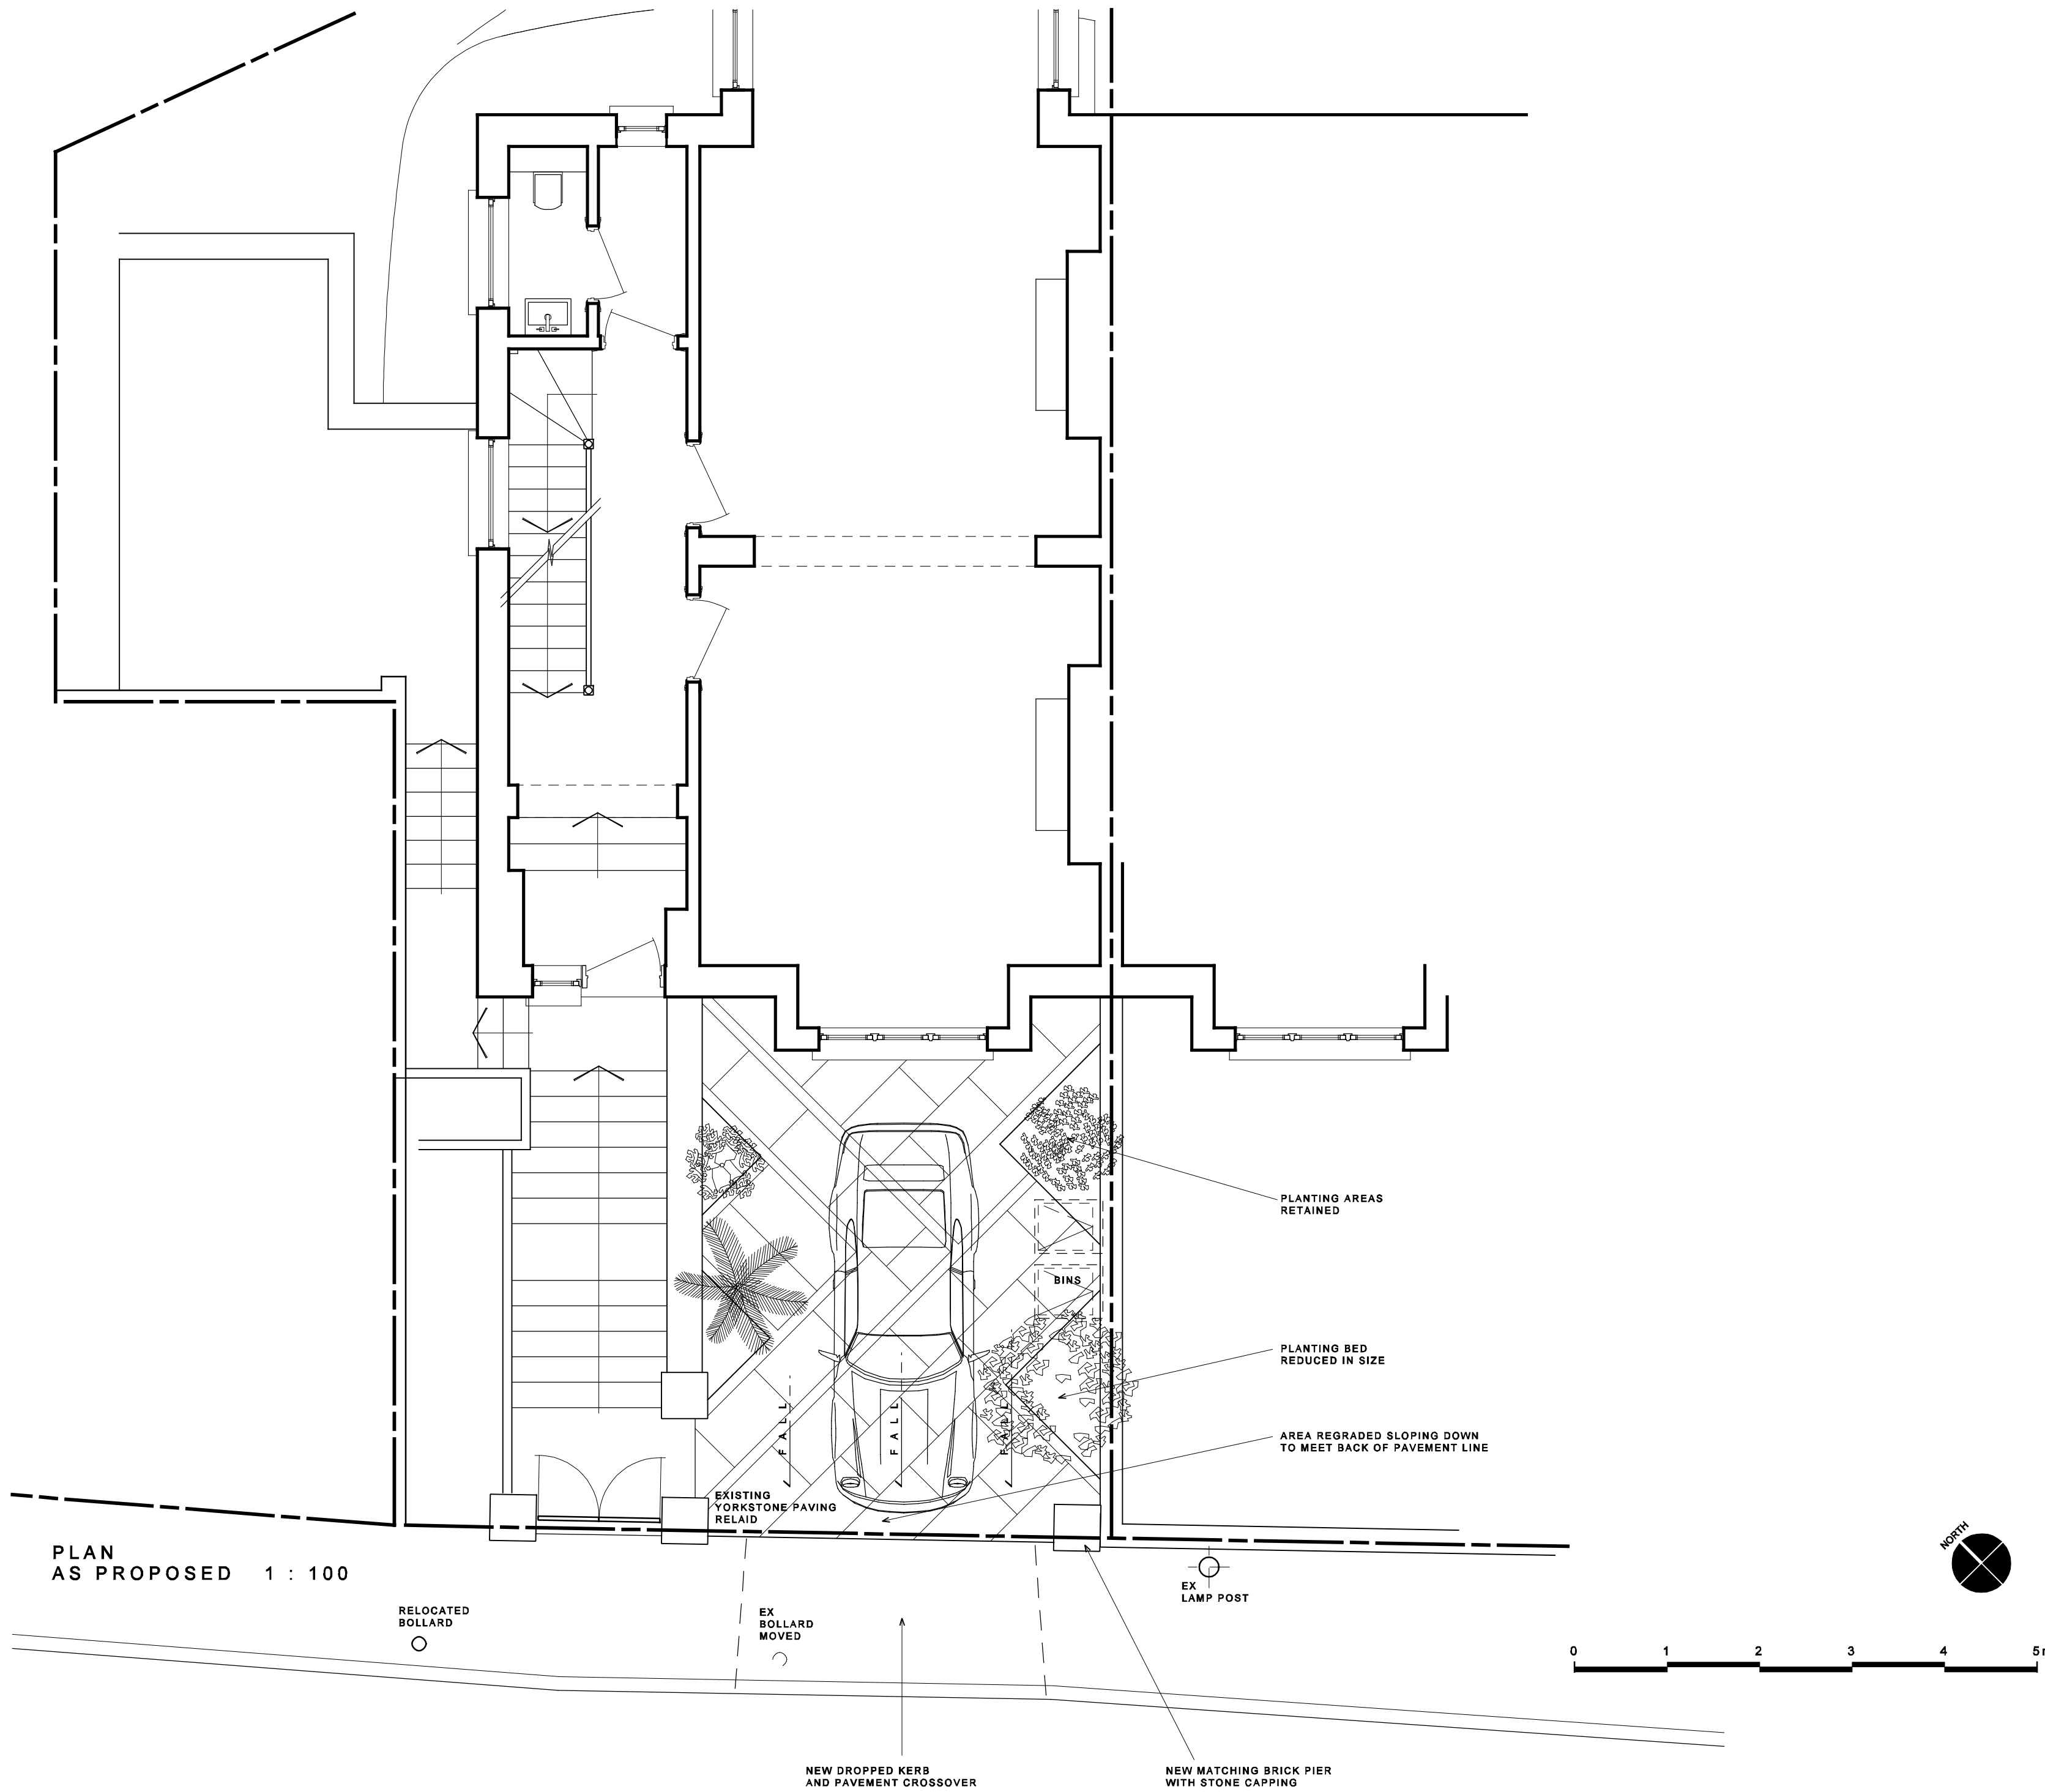 PLANTING AREAS
RETAINED
BINS
PLANTING BED
REDUCED IN SIZE
FALL
FALL
FALL
AREA REGRADED SLOPING DOWN
TO MEET BACK OF PAVEMENT LINE
EXISTING
YORKSTONE PAVING
RELAID
PLAN
AS PROPOSED 1 : 100
NORTH
EX
LAMP POST
RELOCATED
BOLLARD
EX
BOLLARD
MOVED
0 1 2 3 4 5
NEW DROPPED KERB
AND PAVEMENT CROSSOVER
NEW MATCHING BRICK PIER
WITH STONE CAPPING